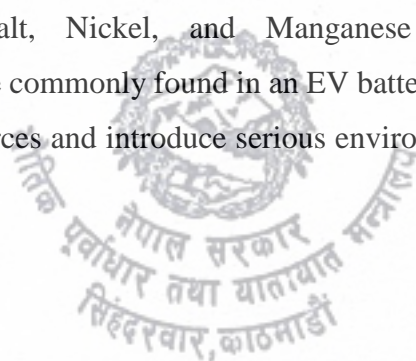 alt, Nickel, and Manganese
e commonly found in an EV batte
rces and introduce serious enviro
नेपाल सरकार
भौतिक पूर्वाधार तथा यातायात मन्त्रालय
सिंहदरवार, काठमाडौं